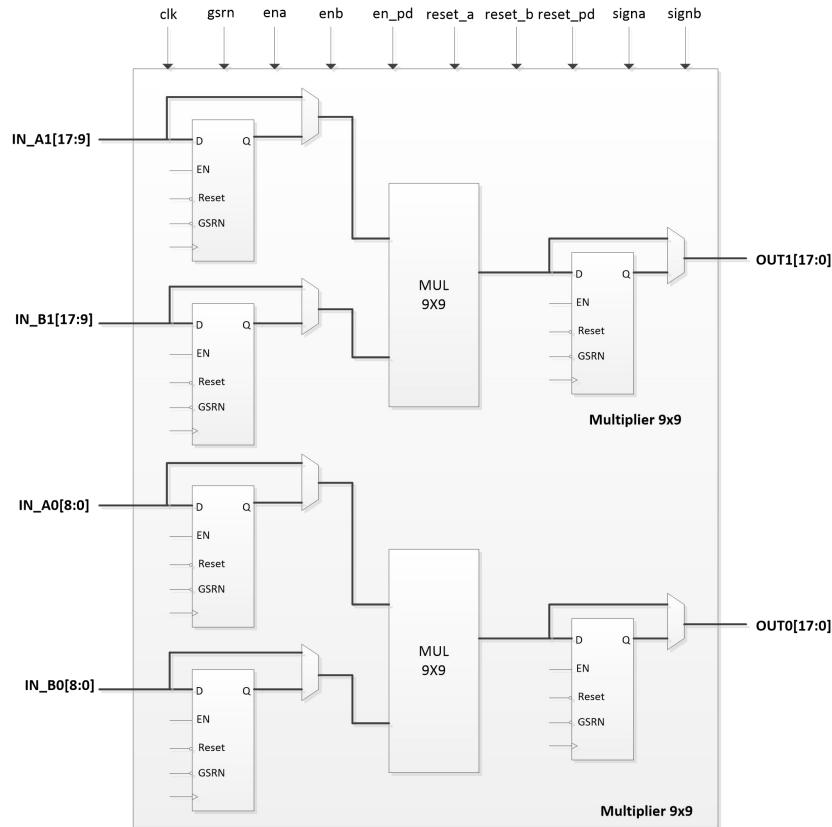 clk gsrn ena enb en_pd reset_a reset_b reset_pd signa signb
IN_A1[17:9]
D Q
EN
Reset
GSRN
IN_B1[17:9]
D Q
EN
Reset
GSRN
MUL
9X9
D Q
EN
Reset
GSRN
OUT1[17:0]
Multiplier 9x9
IN_A0[8:0]
D Q
EN
Reset
GSRN
IN_B0[8:0]
D Q
EN
Reset
GSRN
MUL
9X9
D Q
EN
Reset
GSRN
OUT0[17:0]
Multiplier 9x9